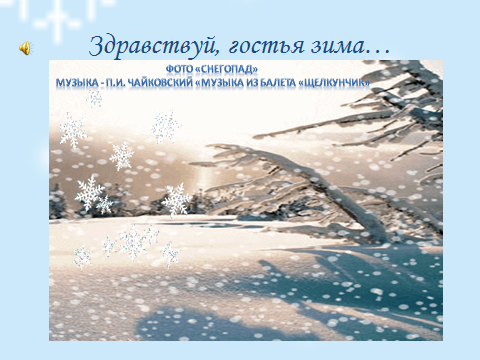 Здравствуй, гостья зима…
ФОТО «СНЕГОПАД»
МУЗЫКА - П.И. ЧАЙКОВСКИЙ «МУЗЫКА ИЗ БАЛЕТА «ЩЕЛКУНЧИК»